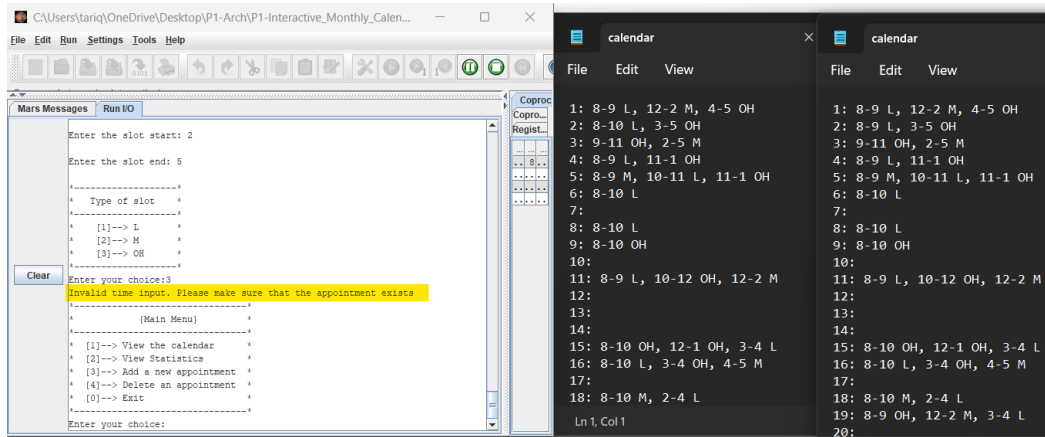 C:\Users\tariq\OneDrive\Desktop\P1-Arch\P1-Interactive_Monthly_Calen...
File Edit Run Settings Tools Help
Mars Messages Run I/O
Enter the slot start: 2
Enter the slot end: 5
*-------------------*
* Type of slot *
*-------------------*
* [1]--> L *
* [2]--> M *
* [3]--> OH *
*-------------------*
Enter your choice:3
Invalid time input. Please make sure that the appointment exists
*--------------------------------*
* {Main Menu} *
*--------------------------------*
* [1]--> View the calendar *
* [2]--> View Statistics *
* [3]--> Add a new appointment *
* [4]--> Delete an appointment *
* [0]--> Exit *
*--------------------------------*
Enter your choice:
Clear
Coproc
Copro...
Regist...
8
calendar
File Edit View
1: 8-9 L, 12-2 M, 4-5 OH
2: 8-10 L, 3-5 OH
3: 9-11 OH, 2-5 M
4: 8-9 L, 11-1 OH
5: 8-9 M, 10-11 L, 11-1 OH
6: 8-10 L
7:
8: 8-10 L
9: 8-10 OH
10:
11: 8-9 L, 10-12 OH, 12-2 M
12:
13:
14:
15: 8-10 OH, 12-1 OH, 3-4 L
16: 8-10 L, 3-4 OH, 4-5 M
17:
18: 8-10 M, 2-4 L
Ln 1, Col 1
calendar
File Edit View
1: 8-9 L, 12-2 M, 4-5 OH
2: 8-9 L, 3-5 OH
3: 9-11 OH, 2-5 M
4: 8-9 L, 11-1 OH
5: 8-9 M, 10-11 L, 11-1 OH
6: 8-10 L
7:
8: 8-10 L
9: 8-10 OH
10:
11: 8-9 L, 10-12 OH, 12-2 M
12:
13:
14:
15: 8-10 OH, 12-1 OH, 3-4 L
16: 8-10 L, 3-4 OH, 4-5 M
17:
18: 8-10 M, 2-4 L
19: 8-9 OH, 12-2 M, 3-4 L
20: